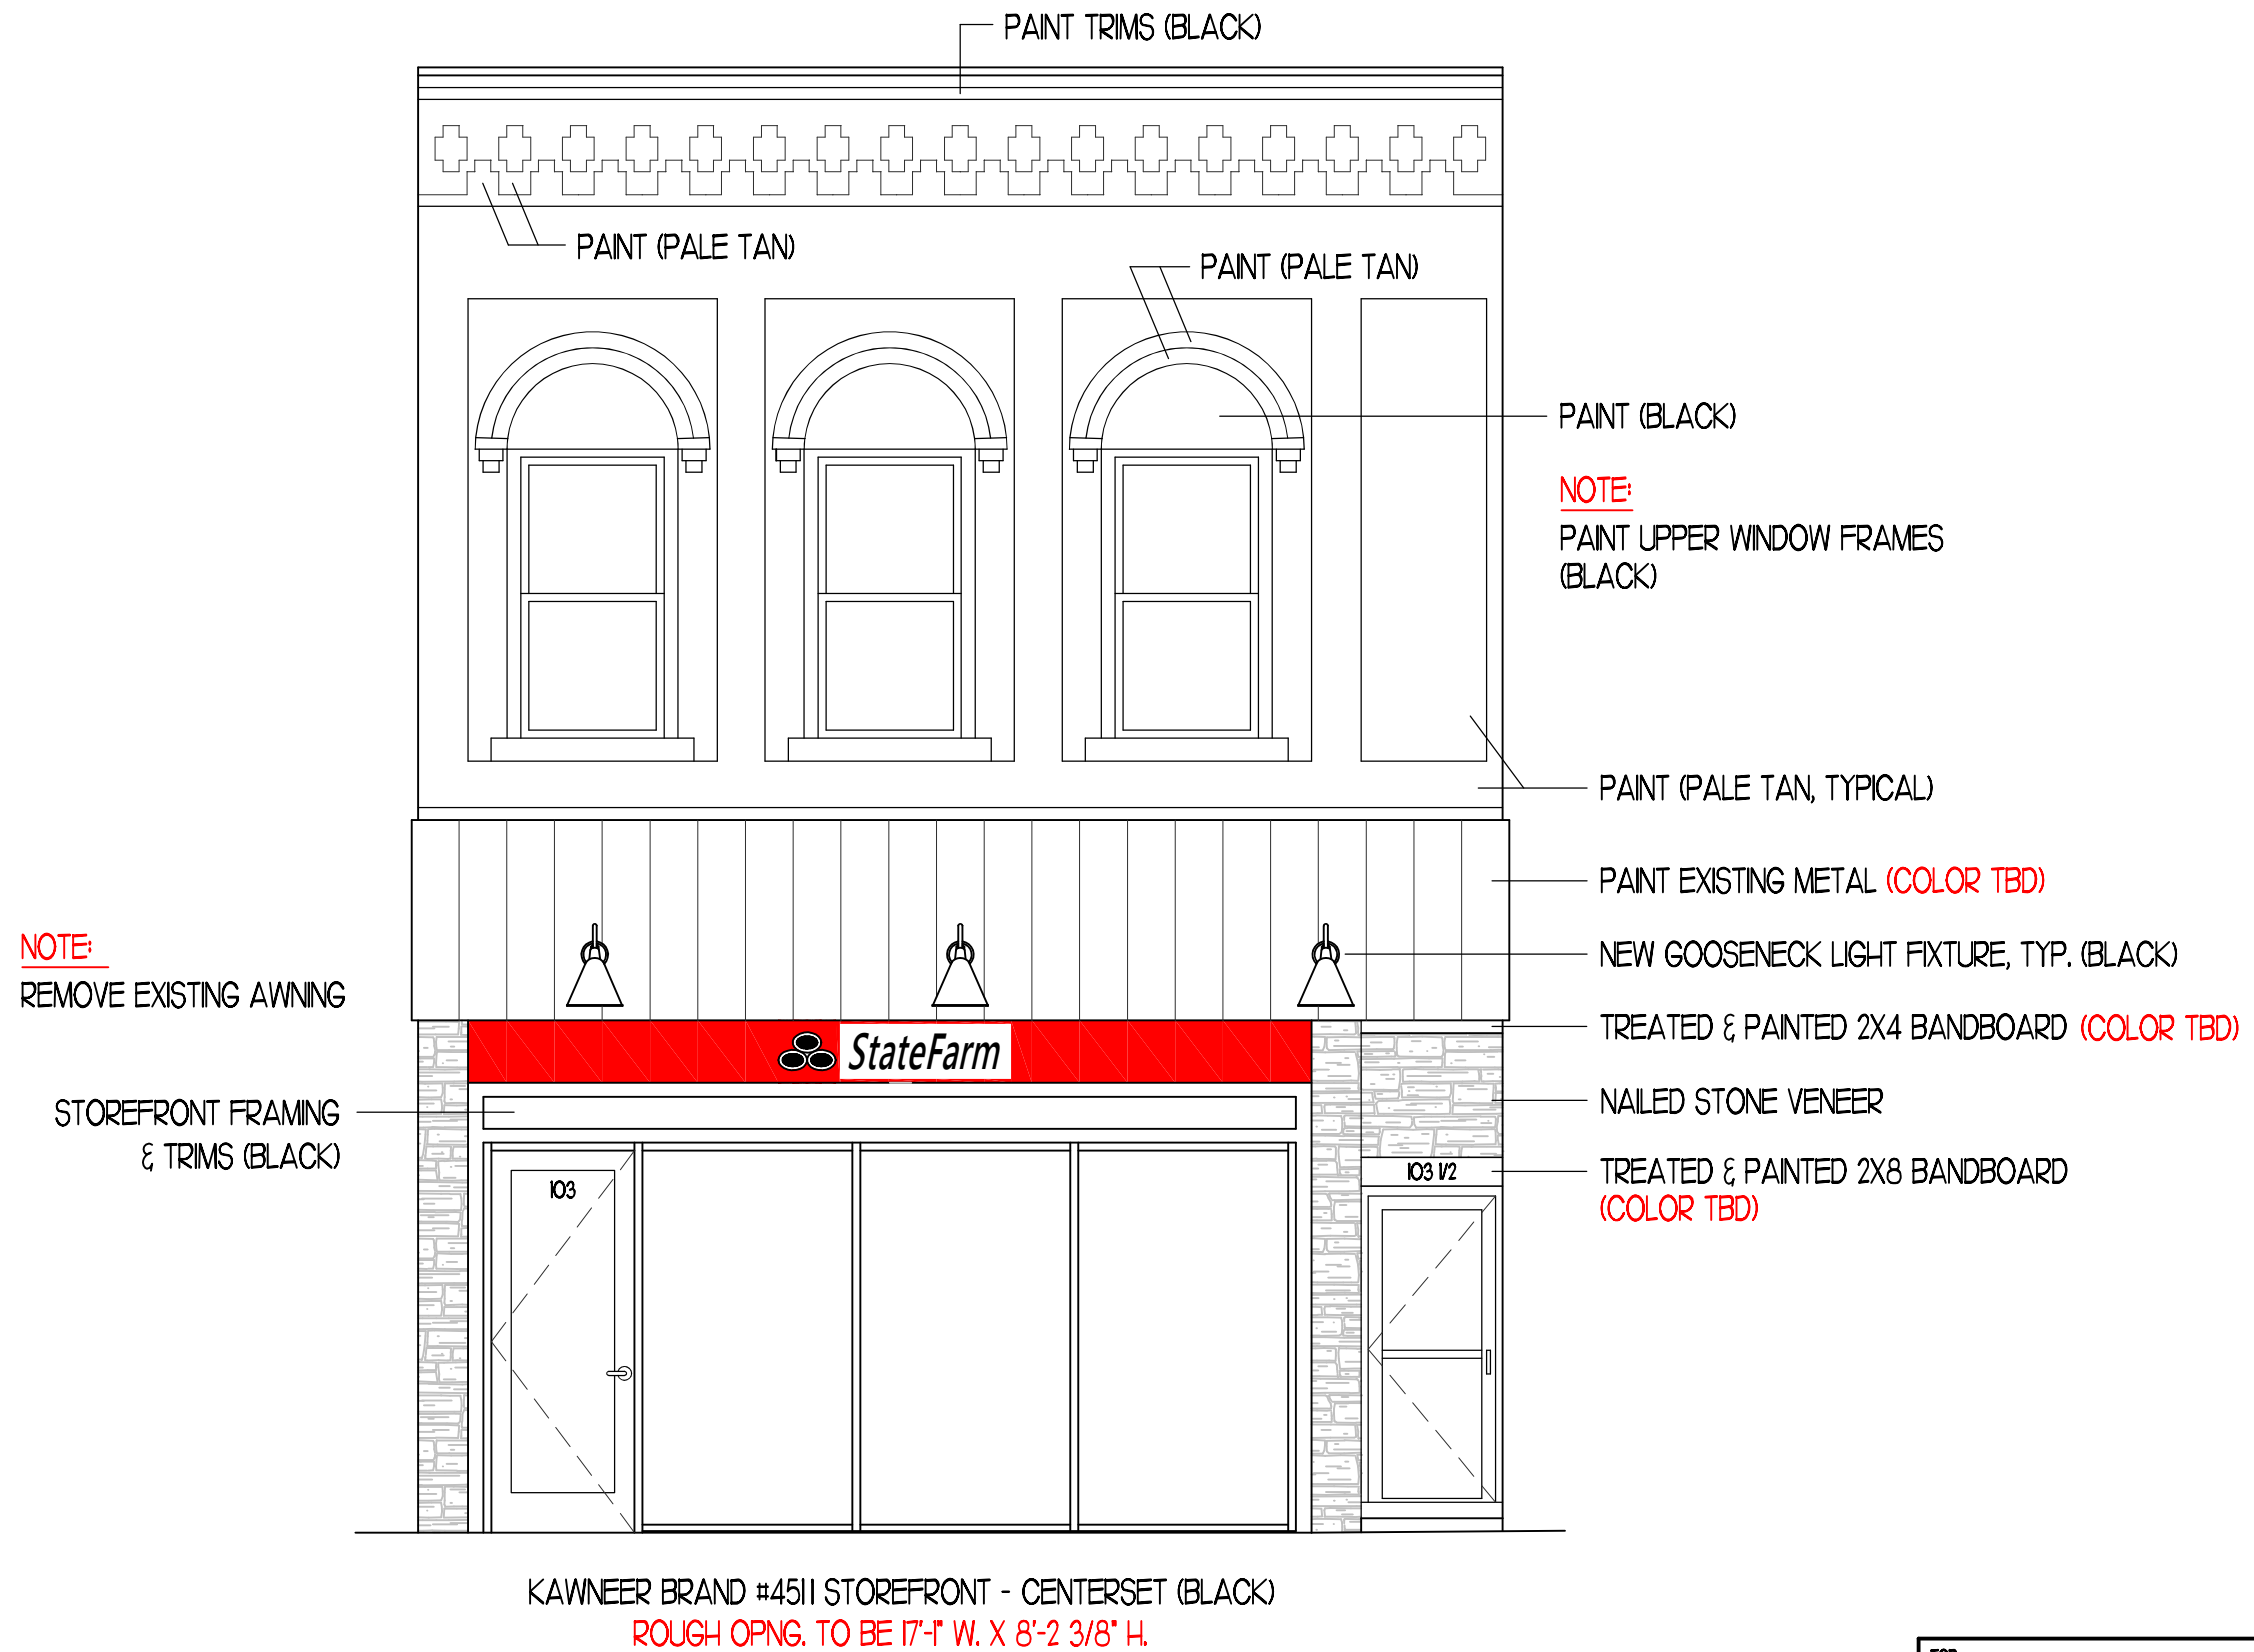 PAINT TRIMS (BLACK)
PAINT (PALE TAN)
PAINT (PALE TAN)
PAINT (BLACK)
NOTE:
PAINT UPPER WINDOW FRAMES
(BLACK)
PAINT (PALE TAN, TYPICAL)
PAINT EXISTING METAL (COLOR TBD)
NOTE:
REMOVE EXISTING AWNING
NEW GOOSENECK LIGHT FIXTURE, TYP. (BLACK)
TREATED & PAINTED 2X4 BANDBOARD (COLOR TBD)
StateFarm
STOREFRONT FRAMING
& TRIMS (BLACK)
NAILED STONE VENEER
103
103 1/2
TREATED & PAINTED 2X8 BANDBOARD
(COLOR TBD)
KAWNEER BRAND #4511 STOREFRONT - CENTERSET (BLACK)
ROUGH OPNG. TO BE 17'-1" W. X 8'-2 3/8" H.